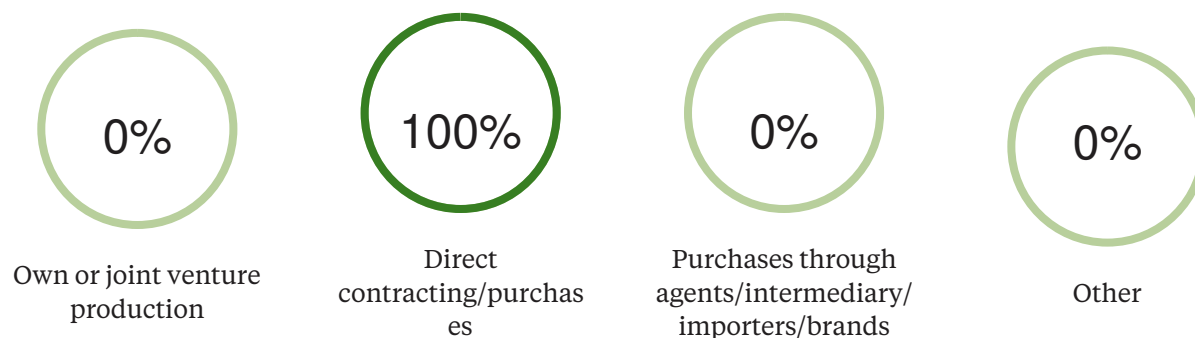 0%
Own or joint venture
production
100%
Direct
contracting/purchas
es
0%
Purchases through
agents/intermediary/
importers/brands
0%
Other